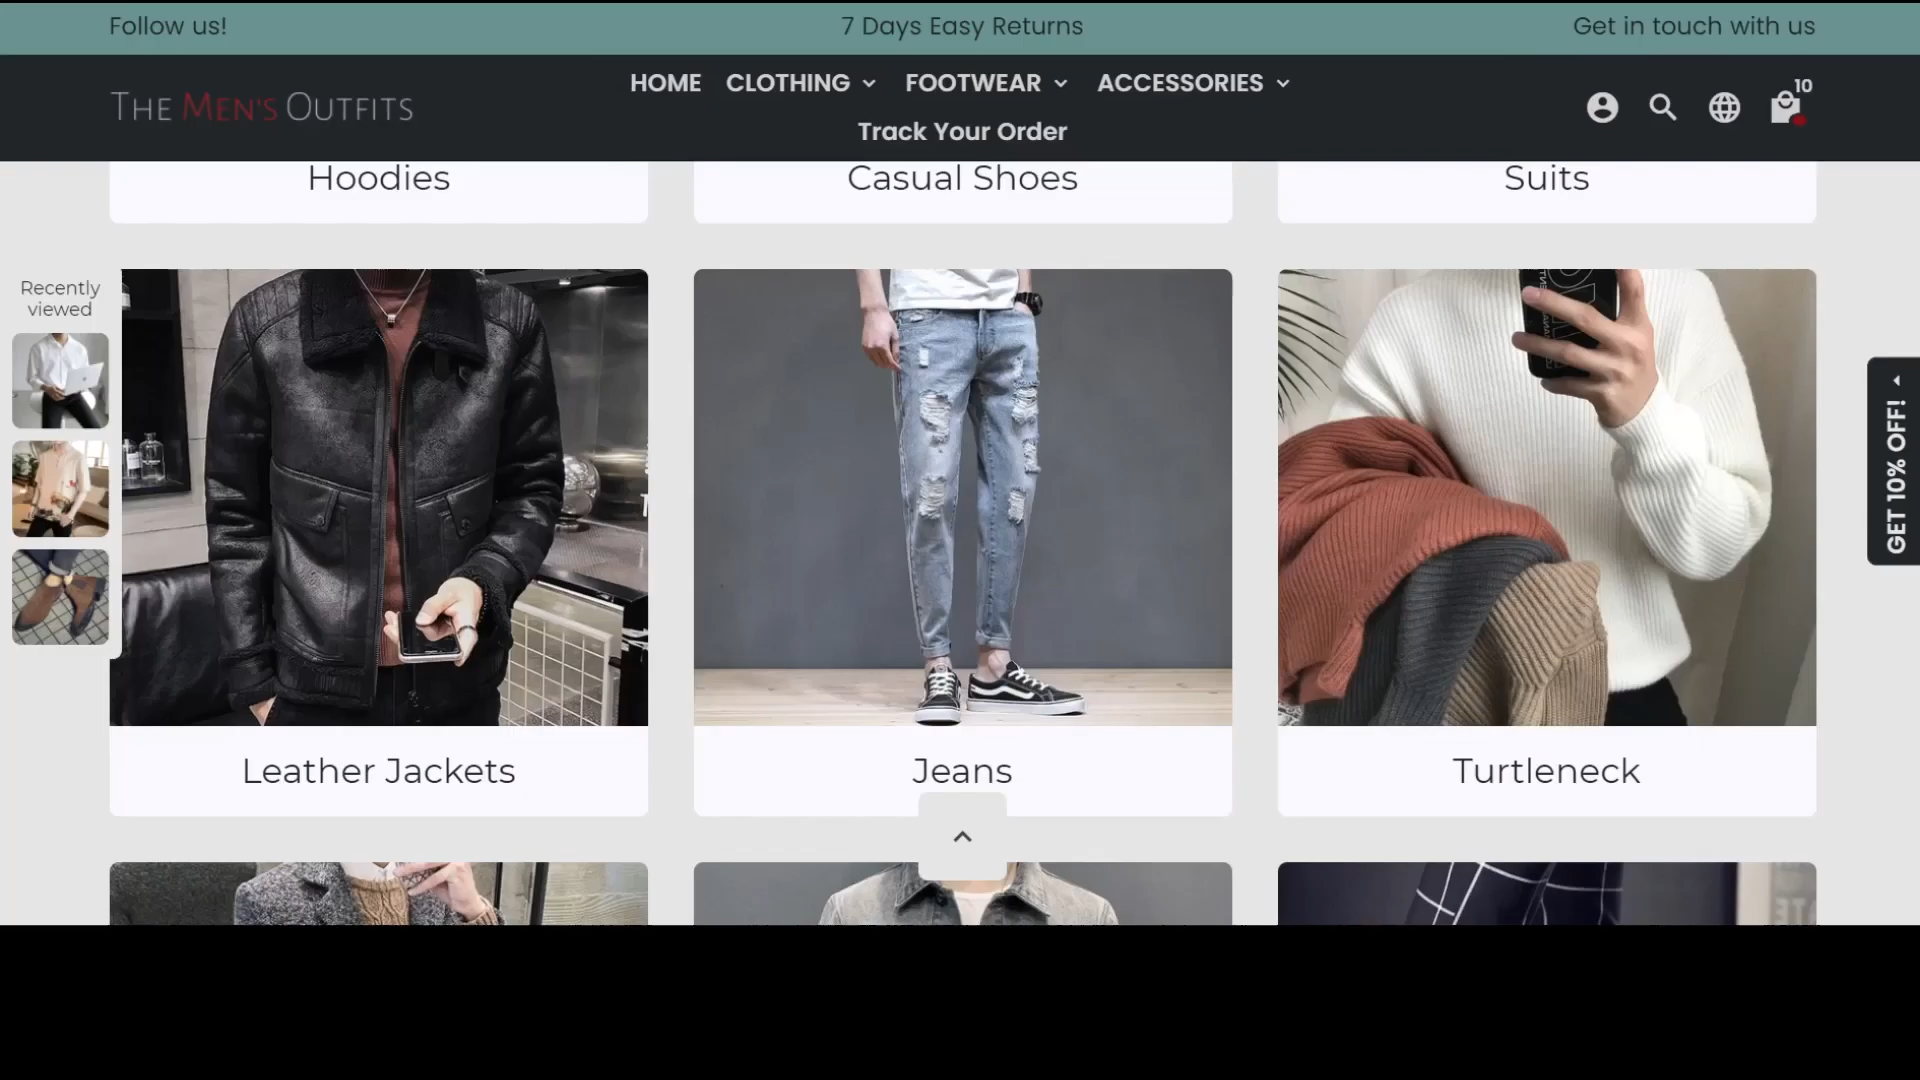 Follow us!
7 Days Easy Returns
Get in touch with us
THE MEN'S OUTFITS
HOME CLOTHING FOOTWEAR ACCESSORIES
Track Your Order
10
Hoodies
Casual Shoes
Suits
Recently
viewed
GET 10% OFF!
Leather Jackets
Jeans
Turtleneck